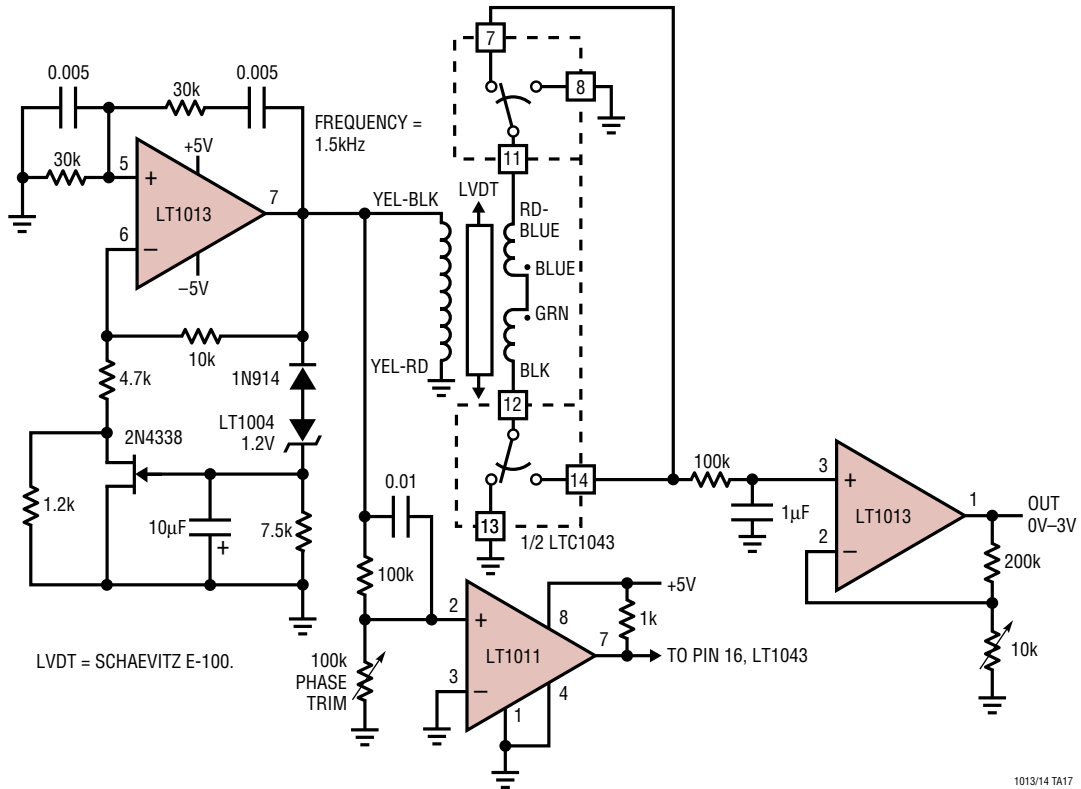 0.005
30k
0.005
FREQUENCY =
1.5kHz
30k
5
+
+5V
LT1013
7
6
–
–5V
10k
4.7k
1N914
LT1004
1.2V
2N4338
1.2k
10µF
+
7.5k
LVDT = SCHAEVITZ E-100.
YEL-BLK
YEL-RD
LVDT
7
8
11
RD-
BLUE
BLUE
GRN
BLK
12
14
13
1/2 LTC1043
0.01
100k
100k
PHASE
TRIM
2
+
3
–
LT1011
8
7
1
4
+5V
1k
TO PIN 16, LT1043
100k
1µF
3
+
2
–
LT1013
1
OUT
0V–3V
200k
10k
1013/14 TA17